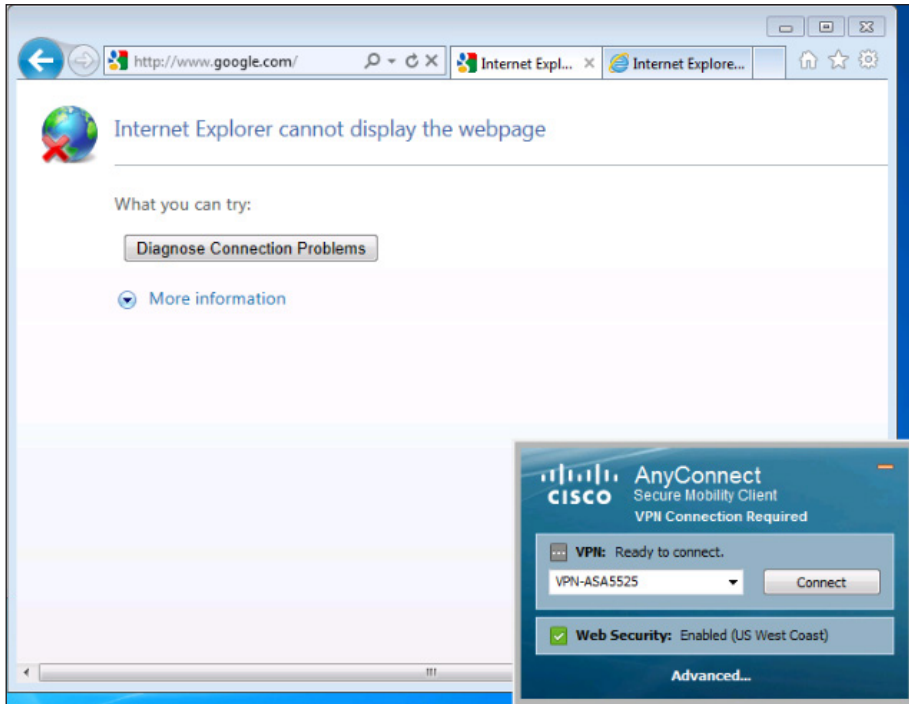 http://www.google.com/
Internet Expl...
Internet Explore...
Internet Explorer cannot display the webpage
What you can try:
Diagnose Connection Problems
More information
CISCO
AnyConnect
Secure Mobility Client
VPN Connection Required
VPN: Ready to connect.
VPN-ASA5525
Connect
Web Security: Enabled (US West Coast)
Advanced...